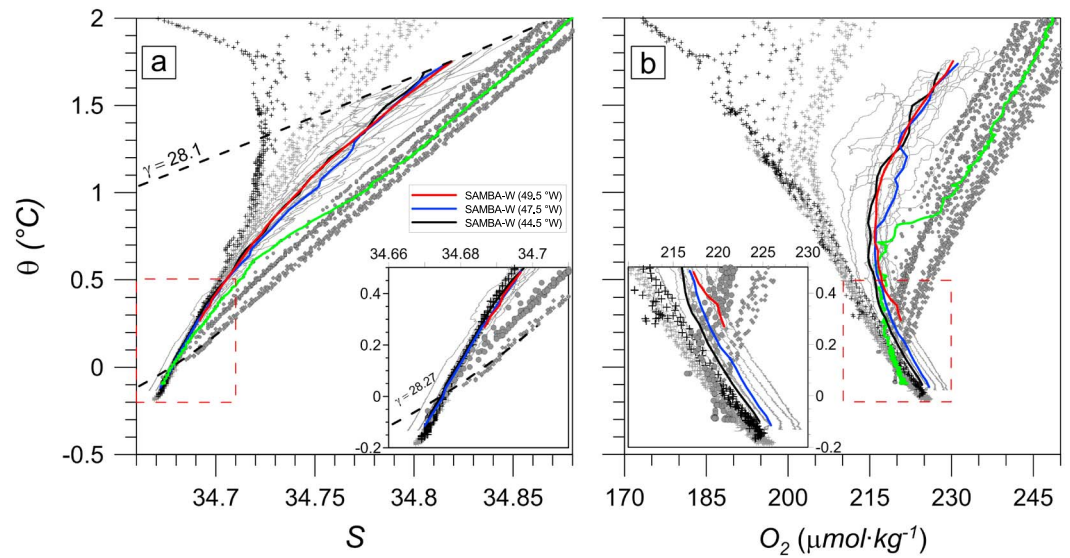 a
b
2
1.5
1
0.5
0
-0.5
θ (°C)
γ = 28.1
SAMBA-W (49.5 °W)
SAMBA-W (47.5 °W)
SAMBA-W (44.5 °W)
34.66 34.68 34.7
0.4
0.2
0
-0.2
γ = 28.27
215 220 225 230
0.4
0.2
0
-0.2
34.7 34.75 34.8 34.85
170 185 200 215 230 245
S
O₂ (μmol·kg⁻¹)